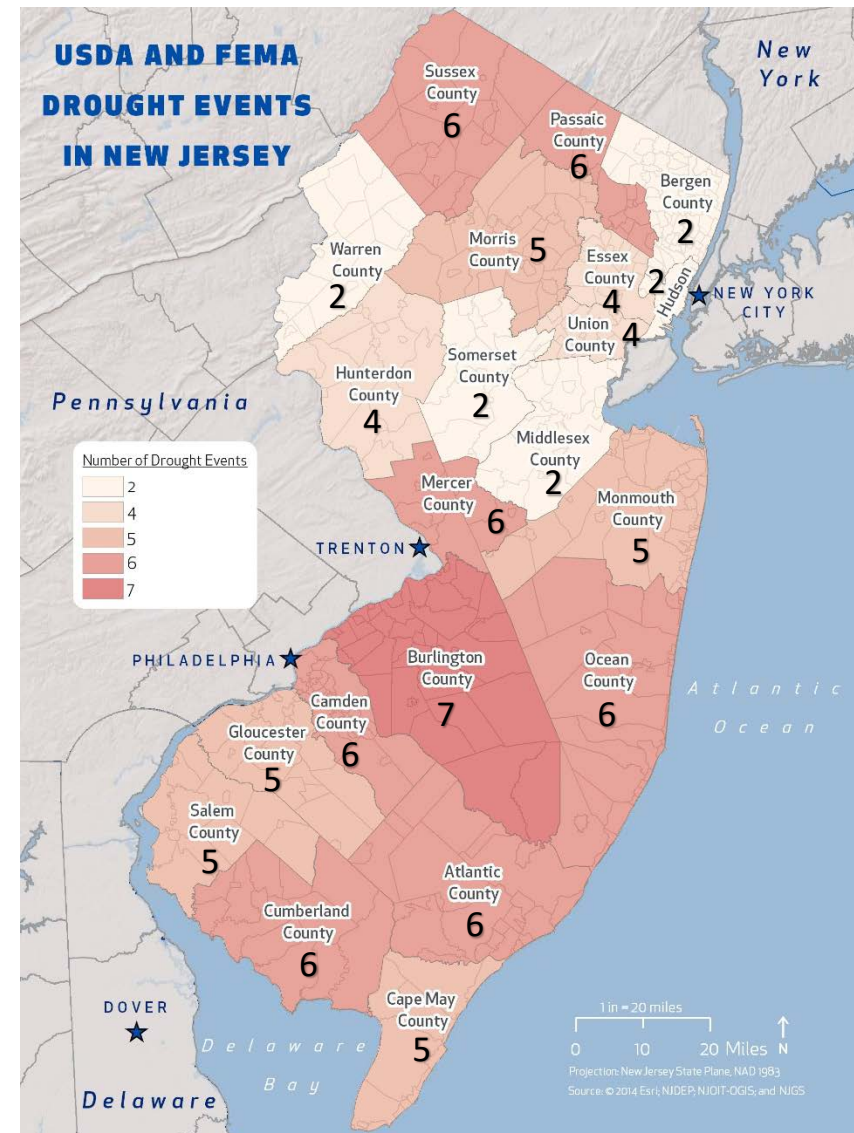 USDA AND FEMA
DROUGHT EVENTS
IN NEW JERSEY
New
York
Sussex
County
6
Passaic
County
6
Bergen
County
2
Warren
County
2
Morris
County
5
Essex
County
4
2
Hudson
NEW YORK
CITY
Union
County
4
Hunterdon
County
4
Somerset
County
2
Pennsylvania
Middlesex
County
2
Number of Drought Events
2
4
5
6
7
Mercer
County
6
Monmouth
County
5
TRENTON
PHILADELPHIA
Burlington
County
7
Ocean
County
6
Atlantic
Ocean
Camden
County
6
Gloucester
County
5
Salem
County
5
Atlantic
County
6
Cumberland
County
6
Cape May
County
5
DOVER
Delaware
Bay
Delaware
1 in = 20 miles
0 10 20 Miles N
Projection: New Jersey State Plane, NAD 1983
Source: © 2014 Esri; NJDEP; NJOIT-OGIS; and NJGS